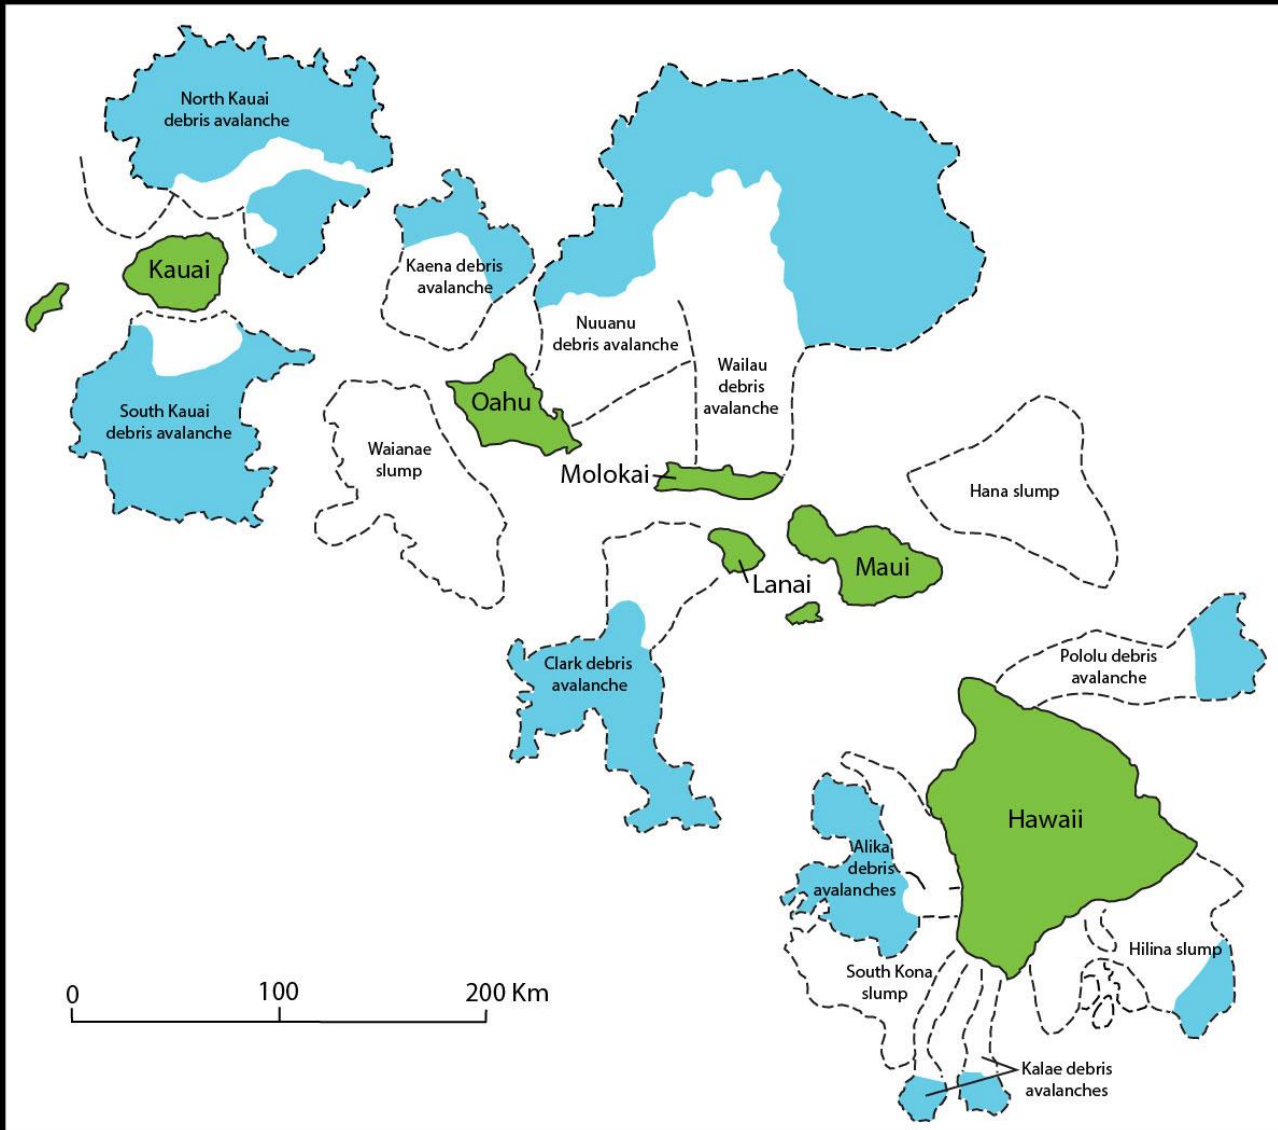 North Kauai
debris avalanche
Kauai
Kaena debris
avalanche
Nuuanu
debris avalanche
Wailau
debris
avalanche
South Kauai
debris avalanche
Oahu
Waianae
slump
Molokai
Hana slump
Maui
Lanai
Clark debris
avalanche
Pololu debris
avalanche
Hawaii
Alika
debris
avalanches
Hilina slump
South Kona
slump
0 100 200 Km
Kalae debris
avalanches